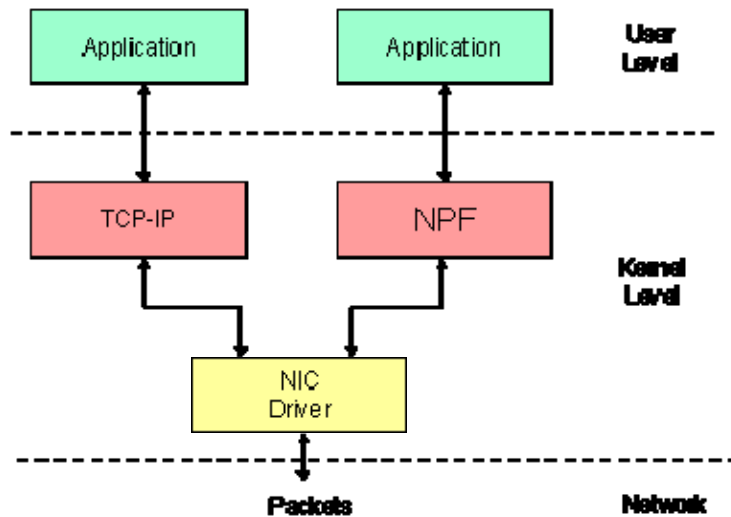 Application
Application
User
Level
TCP-IP
NPF
Kernel
Level
NIC
Driver
Packets
Network